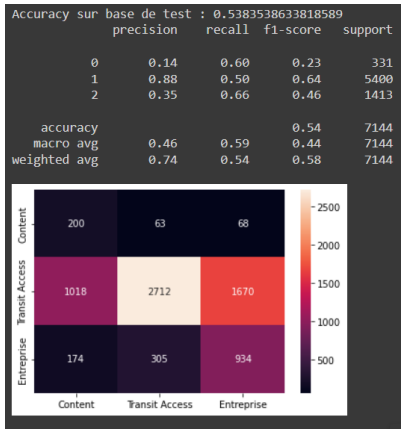 Accuracy sur base de test : 0.5383538633818589
precision recall f1-score support
0 0.14 0.60 0.23 331
1 0.88 0.50 0.64 5400
2 0.35 0.66 0.46 1413
accuracy 0.54 7144
macro avg 0.46 0.59 0.44 7144
weighted avg 0.74 0.54 0.58 7144
Content 200 63 68
Transit Access 1018 2712 1670
Entreprise 174 305 934
Content Transit Access Entreprise
2500
2000
1500
1000
500